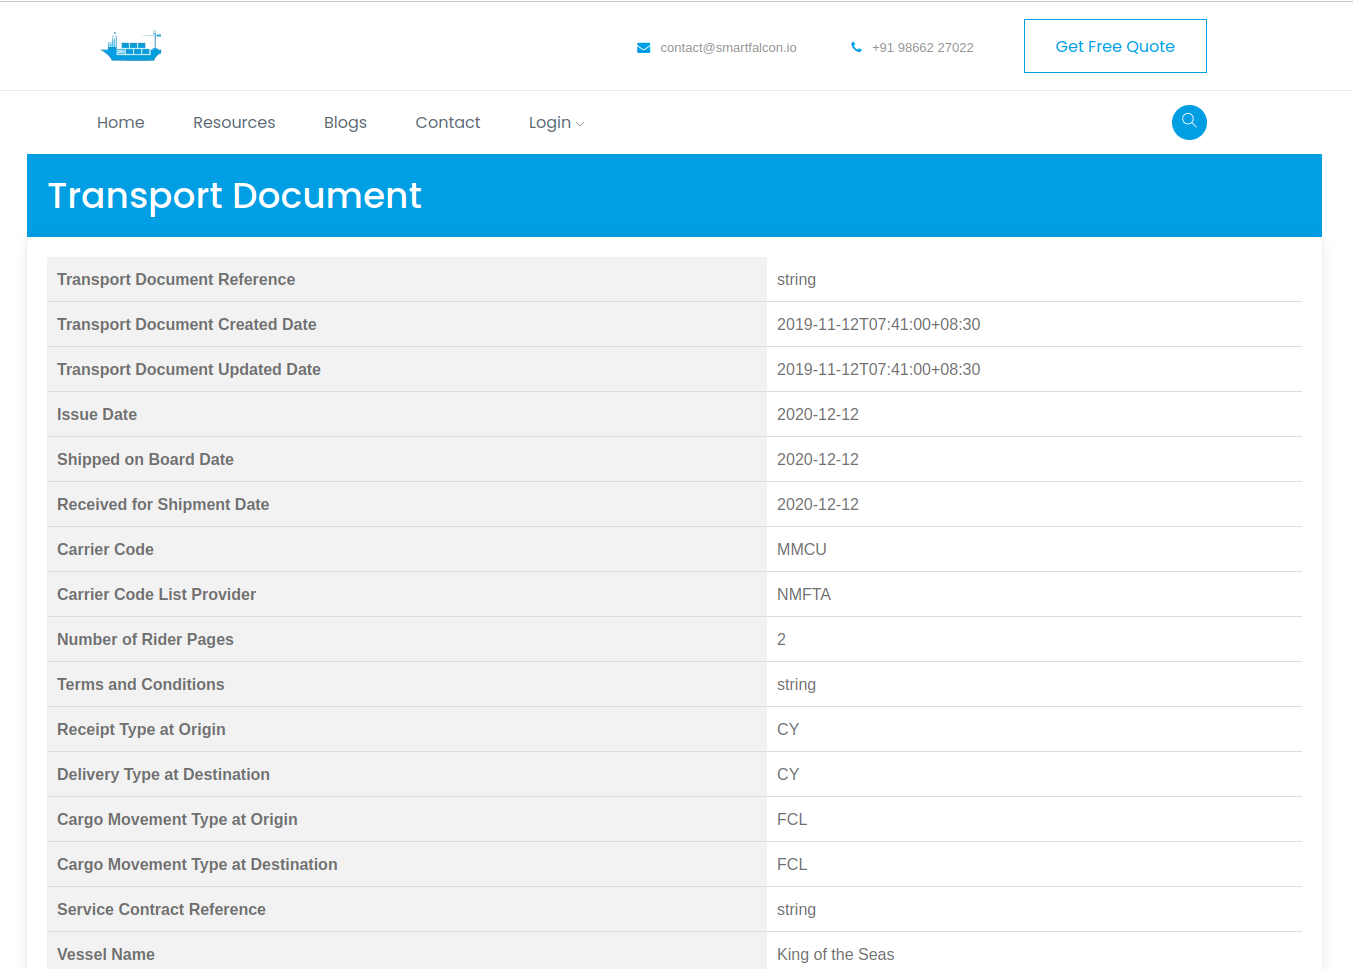 contact@smartfalcon.io +91 98662 27022 Get Free Quote
Home Resources Blogs Contact Login
Transport Document
Transport Document Reference string
Transport Document Created Date 2019-11-12T07:41:00+08:30
Transport Document Updated Date 2019-11-12T07:41:00+08:30
Issue Date 2020-12-12
Shipped on Board Date 2020-12-12
Received for Shipment Date 2020-12-12
Carrier Code MMCU
Carrier Code List Provider NMFTA
Number of Rider Pages 2
Terms and Conditions string
Receipt Type at Origin CY
Delivery Type at Destination CY
Cargo Movement Type at Origin FCL
Cargo Movement Type at Destination FCL
Service Contract Reference string
Vessel Name King of the Seas